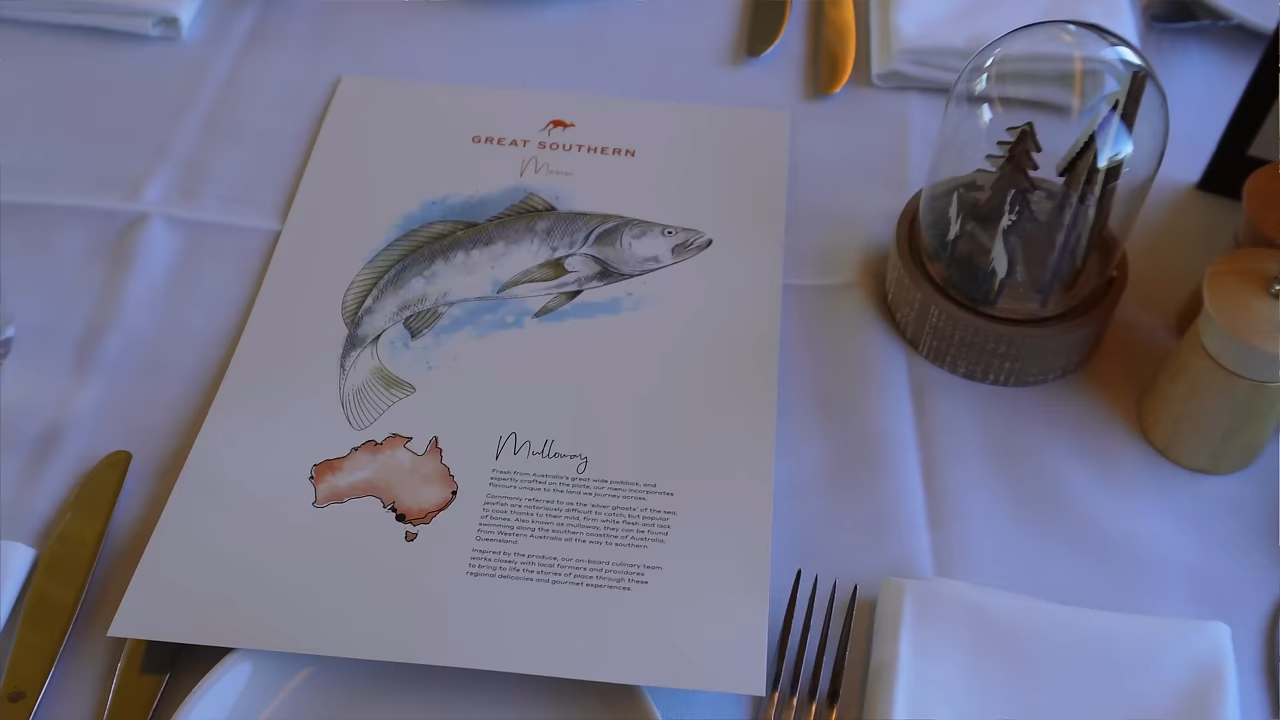 GREAT SOUTHERN
Menu
Mulloway
Fresh from Australia's great wide paddock, and
expertly crafted on the plate, our menu incorporates
flavours unique to the land we journey across.
Commonly referred to as the 'silver ghosts' of the sea,
jewfish are notoriously difficult to catch, but popular
to cook thanks to their mild, firm white flesh and lack
of bones. Also known as mulloway, they can be found
swimming along the southern coastline of Australia,
from Western Australia all the way to southern
Queensland.
Inspired by the produce, our on-board culinary team
works closely with local farmers and providores
to bring to life the stories of place through these
regional delicacies and gourmet experiences.